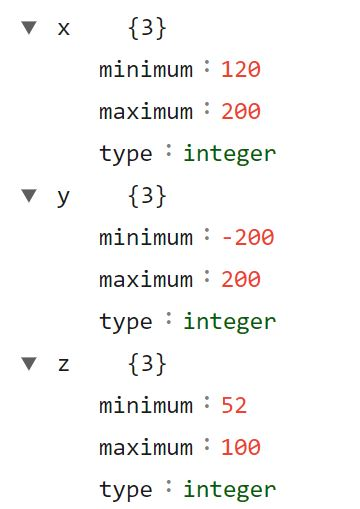 ▼ x {3}
minimum : 120
maximum : 200
type : integer
▼ y {3}
minimum : -200
maximum : 200
type : integer
▼ z {3}
minimum : 52
maximum : 100
type : integer